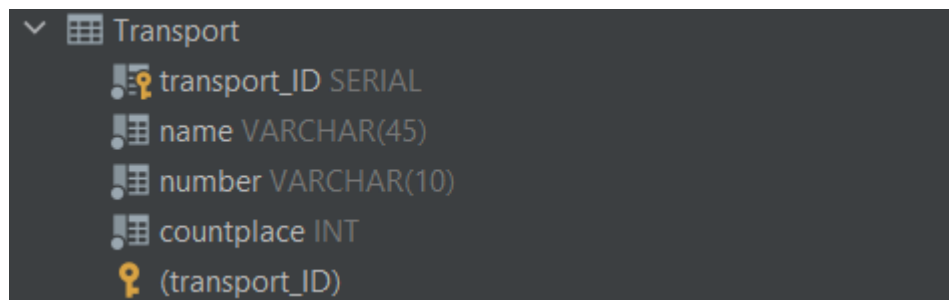 Transport
transport_ID SERIAL
name VARCHAR(45)
number VARCHAR(10)
countplace INT
(transport_ID)